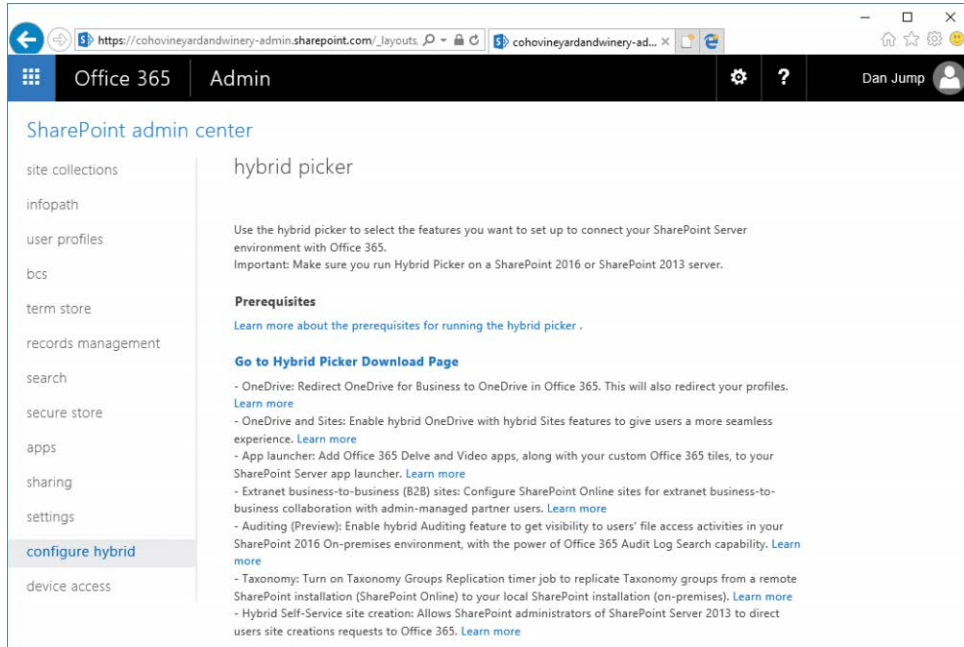 https://cohovineyardandwinery-admin.sharepoint.com/_layouts
cohovineyardandwinery-ad...
Office 365
Admin
?
Dan Jump
SharePoint admin center
site collections
infopath
user profiles
bcs
term store
records management
search
secure store
apps
sharing
settings
configure hybrid
device access
hybrid picker
Use the hybrid picker to select the features you want to set up to connect your SharePoint Server
environment with Office 365.
Important: Make sure you run Hybrid Picker on a SharePoint 2016 or SharePoint 2013 server.
Prerequisites
Learn more about the prerequisites for running the hybrid picker .
Go to Hybrid Picker Download Page
- OneDrive: Redirect OneDrive for Business to OneDrive in Office 365. This will also redirect your profiles.
Learn more
- OneDrive and Sites: Enable hybrid OneDrive with hybrid Sites features to give users a more seamless
experience. Learn more
- App launcher: Add Office 365 Delve and Video apps, along with your custom Office 365 tiles, to your
SharePoint Server app launcher. Learn more
- Extranet business-to-business (B2B) sites: Configure SharePoint Online sites for extranet business-to-
business collaboration with admin-managed partner users. Learn more
- Auditing (Preview): Enable hybrid Auditing feature to get visibility to users' file access activities in your
SharePoint 2016 On-premises environment, with the power of Office 365 Audit Log Search capability. Learn
more
- Taxonomy: Turn on Taxonomy Groups Replication timer job to replicate Taxonomy groups from a remote
SharePoint installation (SharePoint Online) to your local SharePoint installation (on-premises). Learn more
- Hybrid Self-Service site creation: Allows SharePoint administrators of SharePoint Server 2013 to direct
users site creations requests to Office 365. Learn more